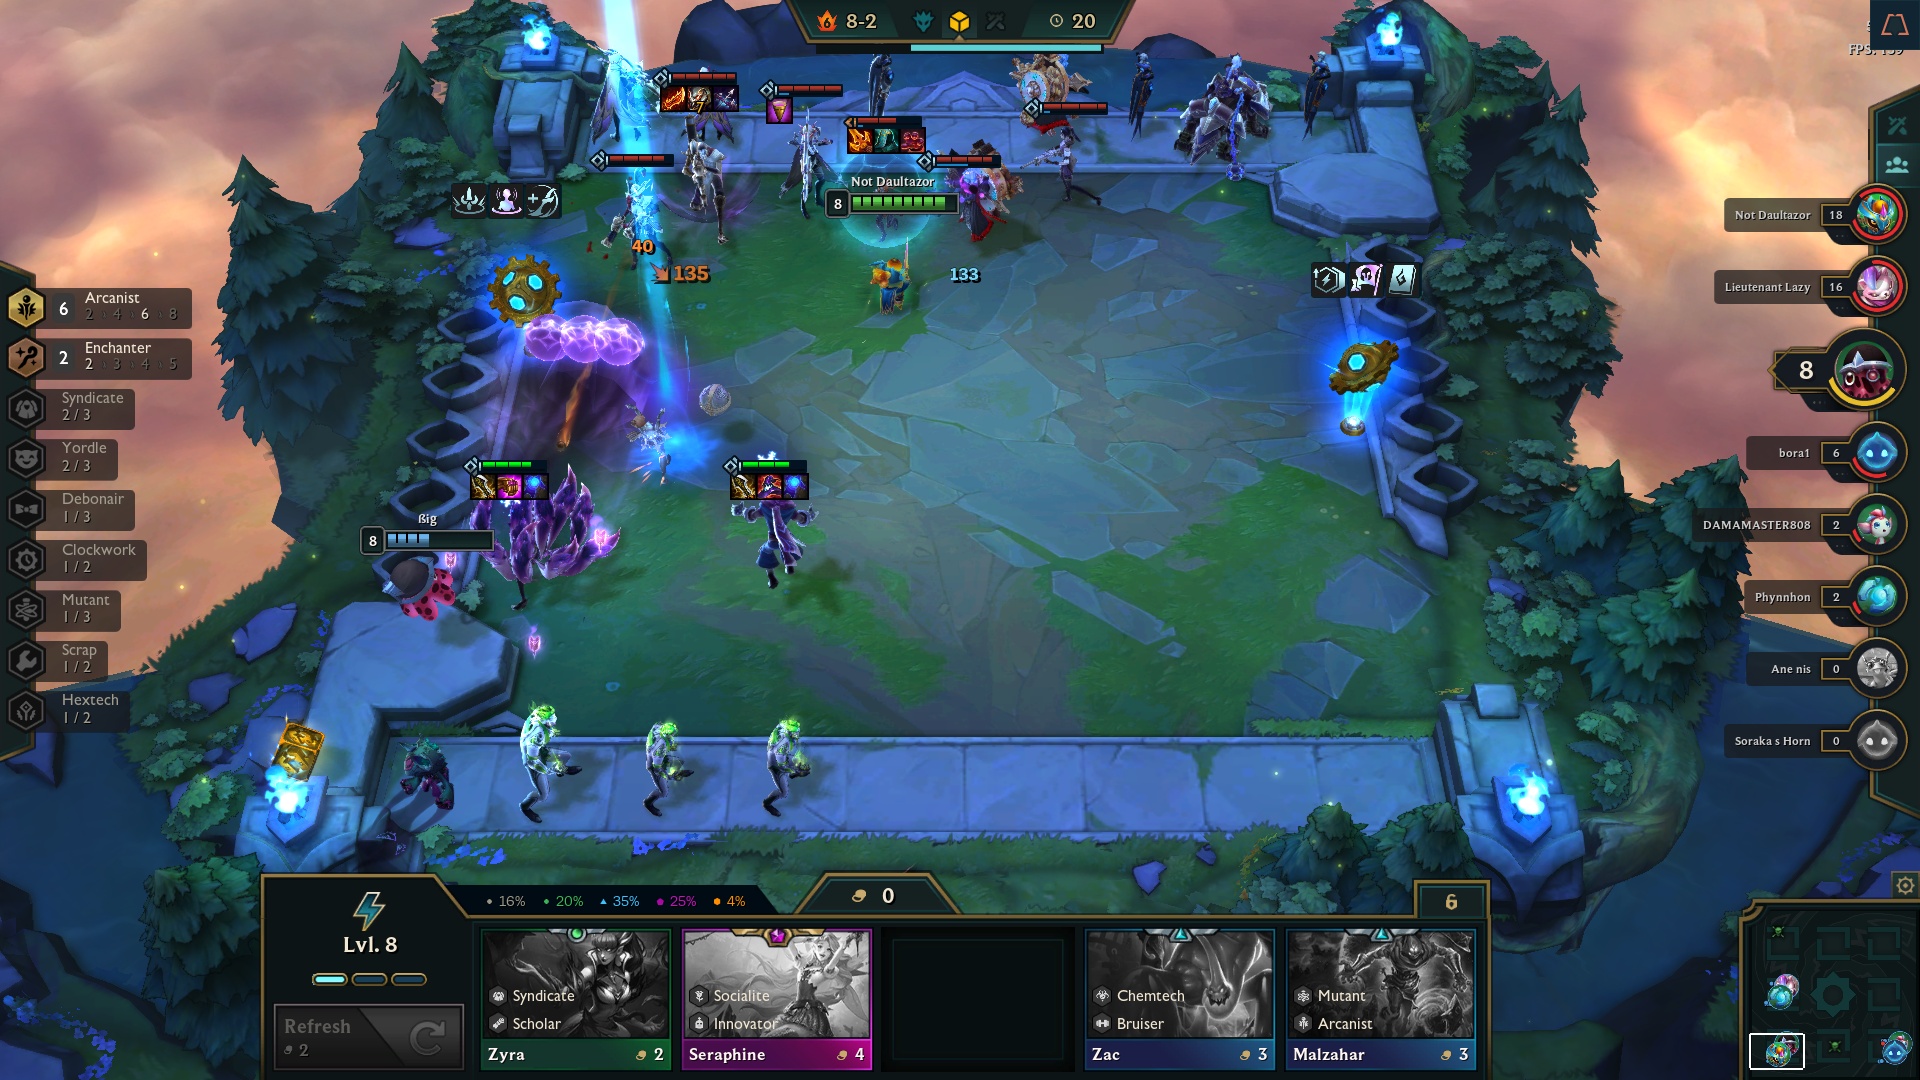 8-2
20
Not Daultazor
8
40
135
133
6
Arcanist
2 4 6 8
2
Enchanter
2 3 4 5
Syndicate
2 / 3
Yordle
2 / 3
Debonair
1 / 3
Clockwork
1 / 2
Mutant
1 / 3
Scrap
1 / 2
Hextech
1 / 2
ßig
8
Not Daultazor 18
Lieutenant Lazy 16
8
bora1 6
DAMAMASTER808 2
Phynnhon 2
Ane nis 0
Soraka s Horn 0
Lvl. 8
16% 20% 35% 25% 4%
0
6
Refresh
2
Syndicate
Scholar
Zyra 2
Socialite
Innovator
Seraphine 4
Chemtech
Bruiser
Zac 3
Mutant
Arcanist
Malzahar 3